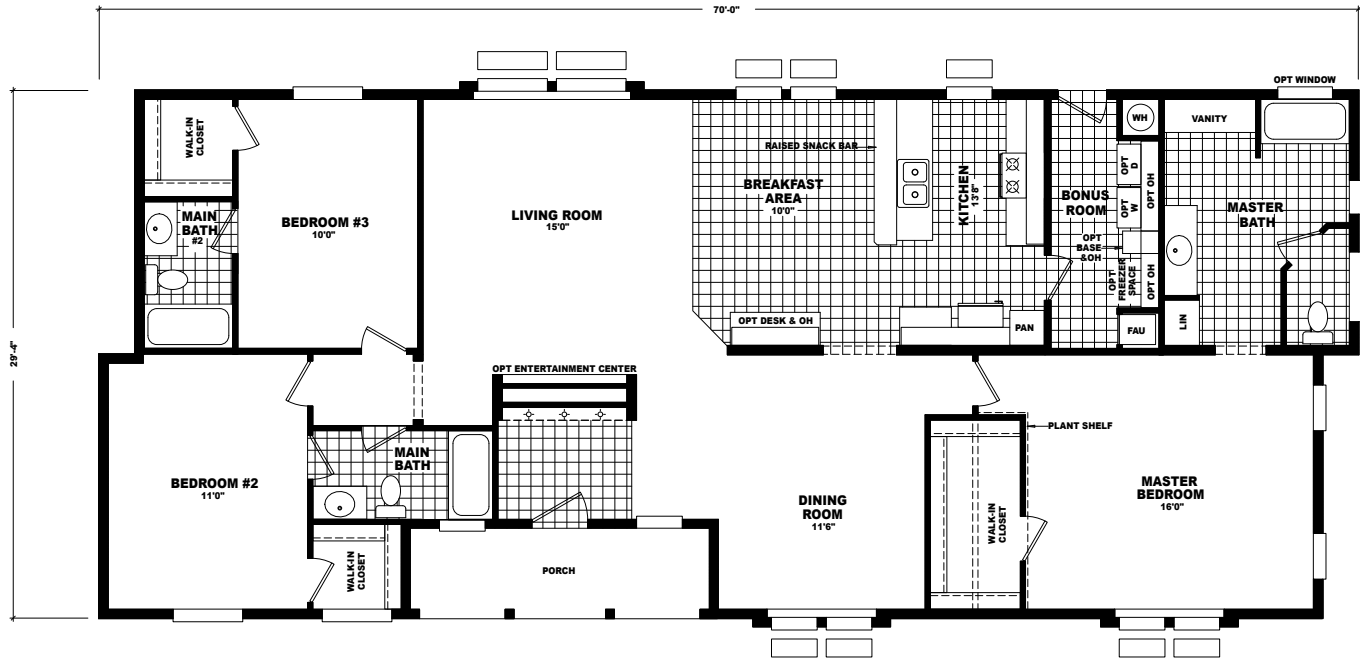 70'-0"
29'-4"
OPT WINDOW
WALK-IN
CLOSET
MAIN
BATH
#2
BEDROOM #3
10'0"
LIVING ROOM
15'0"
RAISED SNACK BAR
BREAKFAST
AREA
10'0"
KITCHEN
13'8"
OPT DESK & OH
PAN
BONUS
ROOM
WH
OPT
D
OPT
W
OPT OH
OPT
BASE
&OH
OPT
FREEZER
SPACE
OPT OH
FAU
VANITY
MASTER
BATH
LIN
OPT ENTERTAINMENT CENTER
BEDROOM #2
11'0"
MAIN
BATH
WALK-IN
CLOSET
PORCH
DINING
ROOM
11'6"
WALK-IN
CLOSET
PLANT SHELF
MASTER
BEDROOM
16'0"